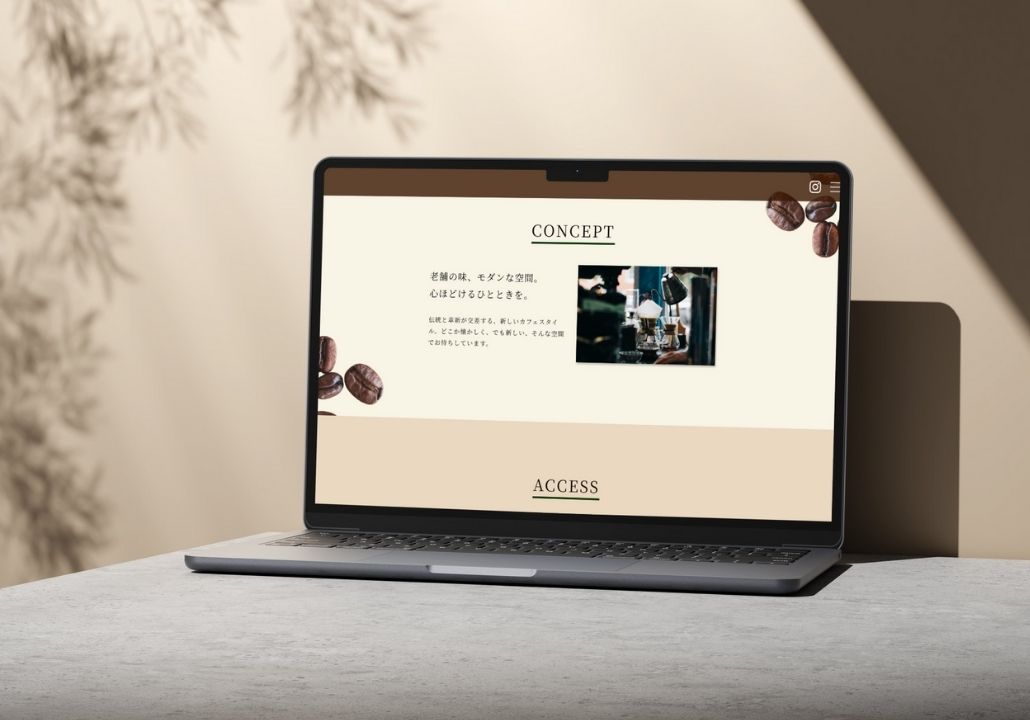 CONCEPT
老舗の味、モダンな空間。
心ほどけるひとときを。
伝統と革新が交差する、新しいカフェスタイ
ル。どこか懐かしく、でも新しい、そんな空間
でお待ちしています。
ACCESS